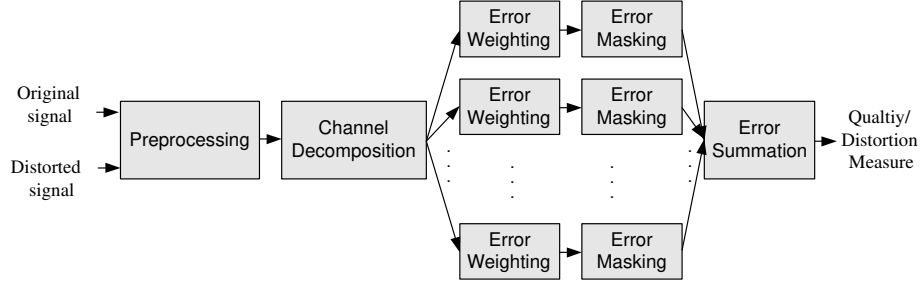 Original
signal
Distorted
signal
Preprocessing
Channel
Decomposition
Error
Weighting
Error
Masking
Error
Weighting
Error
Masking
Error
Weighting
Error
Masking
Error
Summation
Qualtiy/
Distortion
Measure